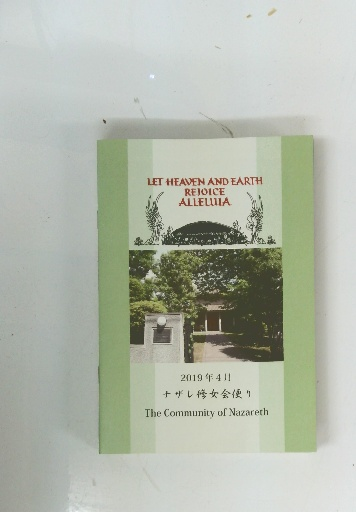 LET HEAVEN AND EARTH
REJOICE
ALLELUIA
2019年4月
ナザレ修女会便り
The Community of Nazareth